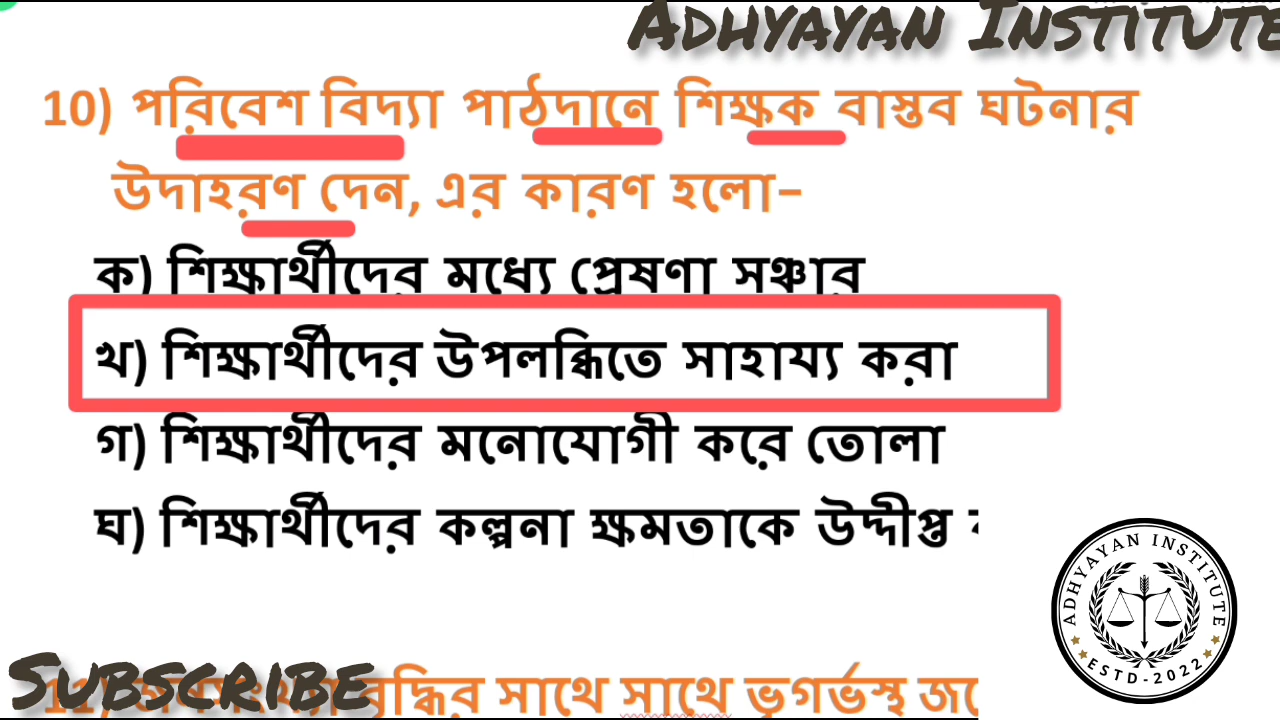 ADHYAYAN INSTITUTE
10) পরিবেশ বিদ্যা পাঠদানে শিক্ষক বাস্তব ঘটনার
উদাহরণ দেন, এর কারণ হলো–
ক) শিক্ষার্থীদের মধ্যে প্রেষণা সঞ্চার
খ) শিক্ষার্থীদের উপলব্ধিতে সাহায্য করা
গ) শিক্ষার্থীদের মনোযোগী করে তোলা
ঘ) শিক্ষার্থীদের কল্পনা ক্ষমতাকে উদ্দীপ্ত
ADHYAYAN INSTITUTE
ESTD-2022
SUBSCRIBE
11) বৃদ্ধির সাথে সাথে ভূগর্ভস্থ